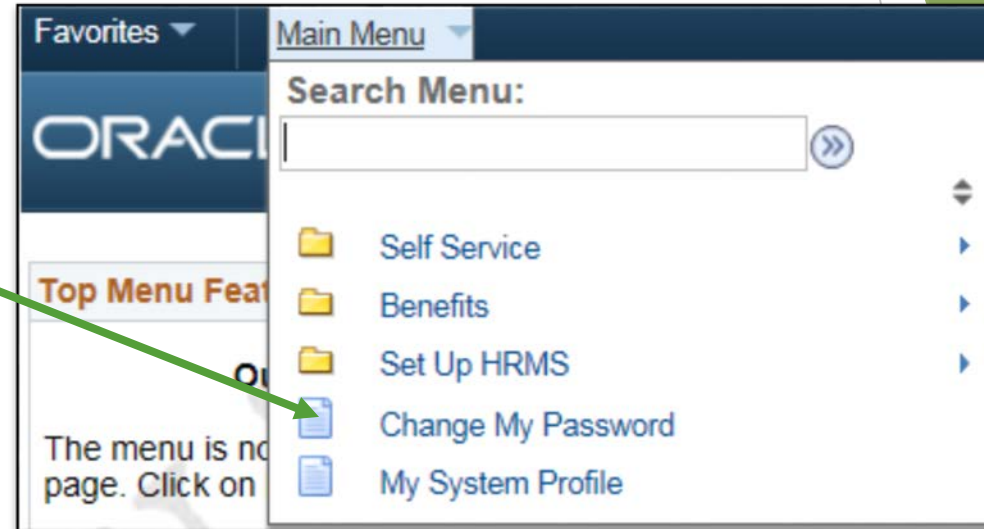 Favorites Main Menu
Search Menu:
ORACL
Self Service
Top Menu Feat
Benefits
Set Up HRMS
Change My Password
The menu is no
page. Click on
My System Profile